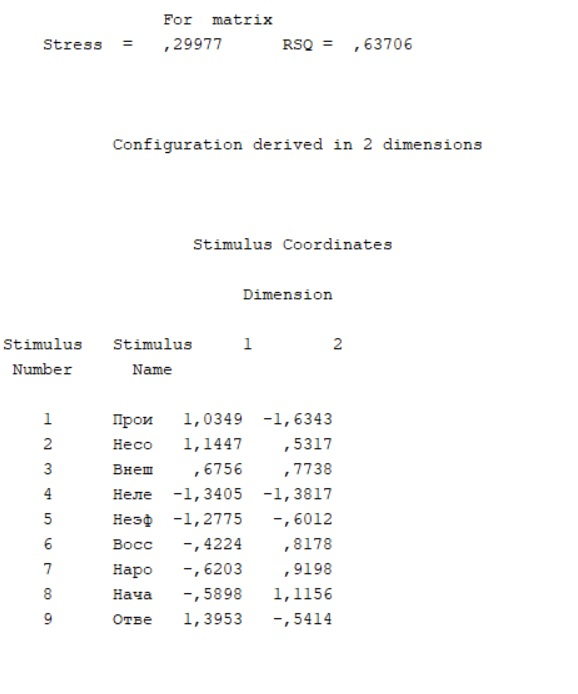 For matrix
Stress = ,29977 RSQ = ,63706
Configuration derived in 2 dimensions
Stimulus Coordinates
Dimension
Stimulus Stimulus 1 2
Number Name
1 Прои 1,0349 -1,6343
2 Несо 1,1447 ,5317
3 Внеш ,6756 ,7738
4 Неле -1,3405 -1,3817
5 Неэф -1,2775 -,6012
6 Восс -,4224 ,8178
7 Наро -,6203 ,9198
8 Нача -,5898 1,1156
9 Отве 1,3953 -,5414